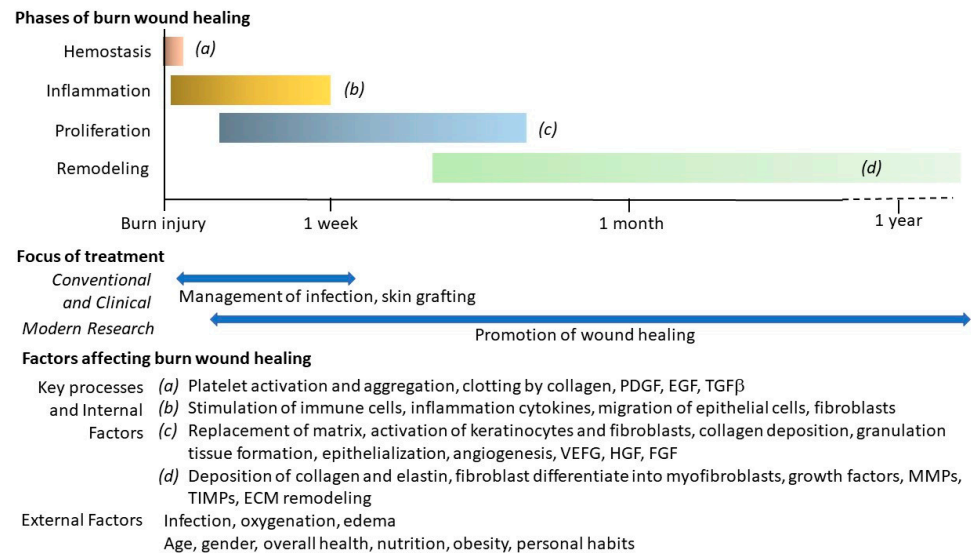 Phases of burn wound healing
Hemostasis (a)
Inflammation (b)
Proliferation (c)
Remodeling (d)
Burn injury 1 week 1 month 1 year
Focus of treatment
Conventional
and Clinical
Management of infection, skin grafting
Modern Research
Promotion of wound healing
Factors affecting burn wound healing
Key processes (a) Platelet activation and aggregation, clotting by collagen, PDGF, EGF, TGFβ
and Internal (b) Stimulation of immune cells, inflammation cytokines, migration of epithelial cells, fibroblasts
Factors (c) Replacement of matrix, activation of keratinocytes and fibroblasts, collagen deposition, granulation
tissue formation, epithelialization, angiogenesis, VEFG, HGF, FGF
(d) Deposition of collagen and elastin, fibroblast differentiate into myofibroblasts, growth factors, MMPs,
TIMPs, ECM remodeling
External Factors Infection, oxygenation, edema
Age, gender, overall health, nutrition, obesity, personal habits